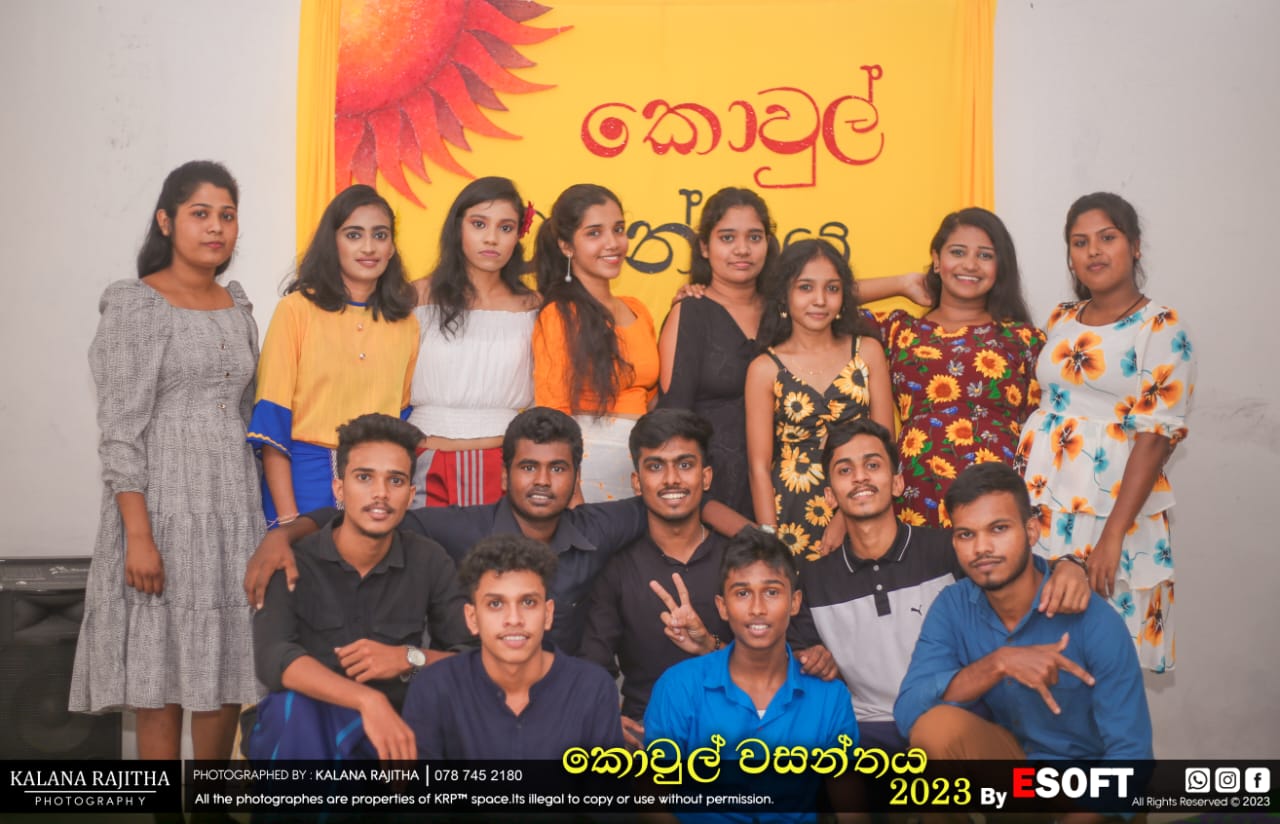 කොවුල්
KALANA RAJITHA
PHOTOGRAPHY
PHOTOGRAPHED BY : KALANA RAJITHA | 078 745 2180
All the photographes are properties of KRP™ space.Its illegal to copy or use without permission.
කොවුල් වසන්තය
2023 By ESOFT
All Rights Reserved © 2023